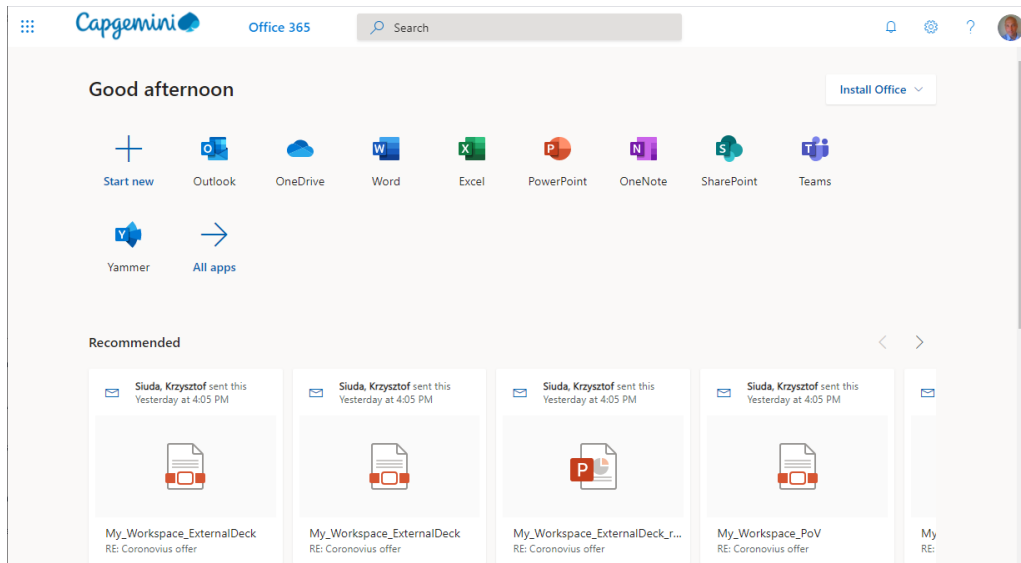 Capgemini Office 365 Search
Good afternoon
Install Office
Start new Outlook OneDrive Word Excel PowerPoint OneNote SharePoint Teams
Yammer All apps
Recommended
Siuda, Krzysztof sent this
Yesterday at 4:05 PM
My_Workspace_ExternalDeck
RE: Coronovius offer
Siuda, Krzysztof sent this
Yesterday at 4:05 PM
My_Workspace_ExternalDeck
RE: Coronovius offer
Siuda, Krzysztof sent this
Yesterday at 4:05 PM
P
My_Workspace_ExternalDeck_r...
RE: Coronovius offer
Siuda, Krzysztof sent this
Yesterday at 4:05 PM
My_Workspace_PoV
RE: Coronovius offer
My
RE: